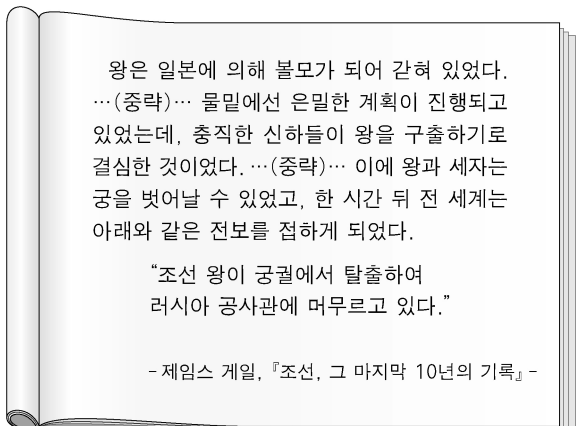 왕은 일본에 의해 볼모가 되어 갇혀 있었다.
…(중략)… 물밑에선 은밀한 계획이 진행되고
있었는데, 충직한 신하들이 왕을 구출하기로
결심한 것이었다. …(중략)… 이에 왕과 세자는
궁을 벗어날 수 있었고, 한 시간 뒤 전 세계는
아래와 같은 전보를 접하게 되었다.
“조선 왕이 궁궐에서 탈출하여
러시아 공사관에 머무르고 있다.”
- 제임스 게일, 『조선, 그 마지막 10년의 기록』 -